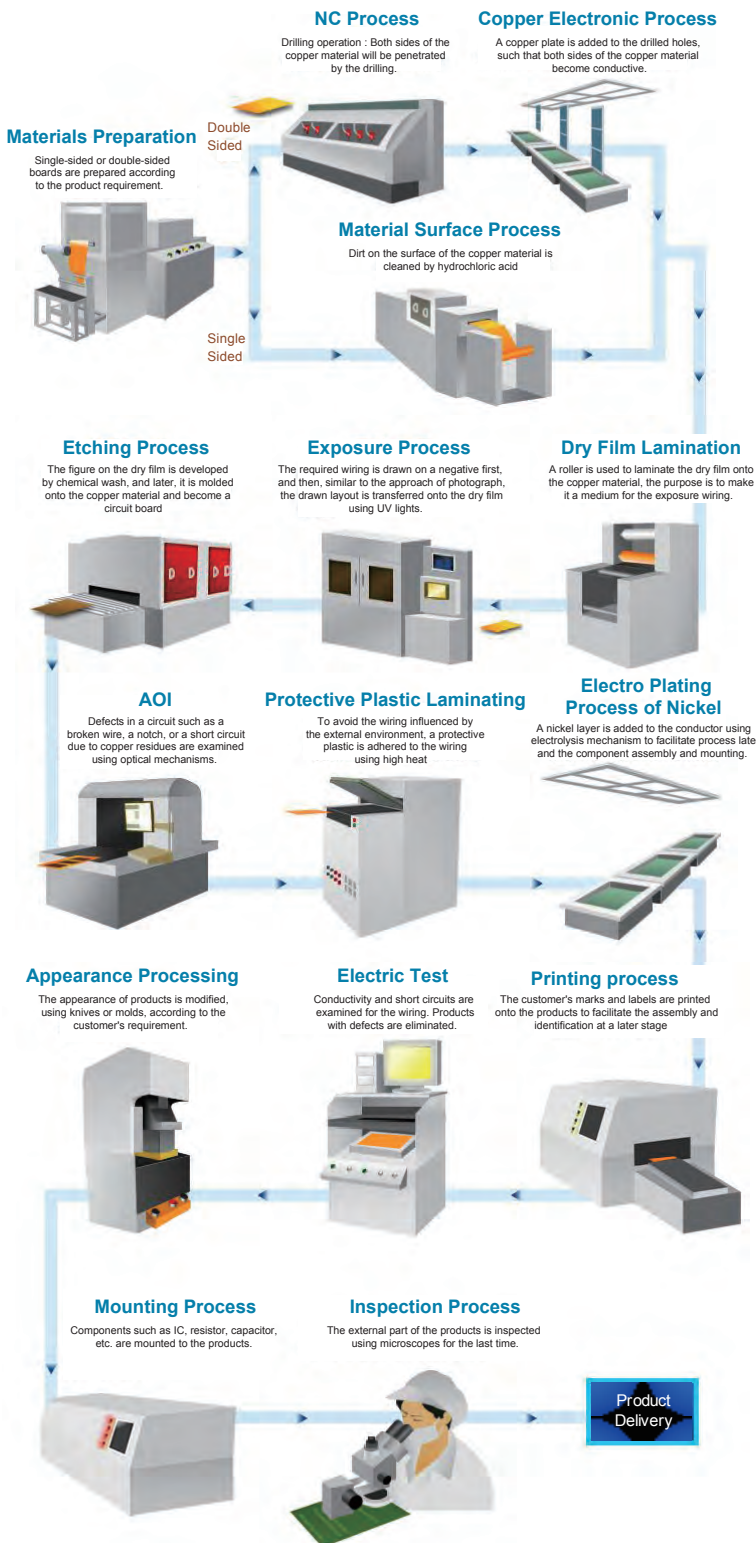 NC Process
Drilling operation : Both sides of the
copper material will be penetrated
by the drilling.
Copper Electronic Process
A copper plate is added to the drilled holes,
such that both sides of the copper material
become conductive.
Materials Preparation
Single-sided or double-sided
boards are prepared according
to the product requirement.
Double
Sided
Material Surface Process
Dirt on the surface of the copper material is
cleaned by hydrochloric acid
Single
Sided
Etching Process
The figure on the dry film is developed
by chemical wash, and later, it is molded
onto the copper material and become a
circuit board
Exposure Process
The required wiring is drawn on a negative first,
and then, similar to the approach of photograph,
the drawn layout is transferred onto the dry film
using UV lights.
Dry Film Lamination
A roller is used to laminate the dry film onto
the copper material, the purpose is to make
it a medium for the exposure wiring.
AOI
Defects in a circuit such as a
broken wire, a notch, or a short circuit
due to copper residues are examined
using optical mechanisms.
Protective Plastic Laminating
To avoid the wiring influenced by
the external environment, a protective
plastic is adhered to the wiring
using high heat
Electro Plating
Process of Nickel
A nickel layer is added to the conductor using
electrolysis mechanism to facilitate process late
and the component assembly and mounting.
Appearance Processing
The appearance of products is modified,
using knives or molds, according to the
customer's requirement.
Electric Test
Conductivity and short circuits are
examined for the wiring. Products
with defects are eliminated.
Printing process
The customer's marks and labels are printed
onto the products to facilitate the assembly and
identification at a later stage
Mounting Process
Components such as IC, resistor, capacitor,
etc. are mounted to the products.
Inspection Process
The external part of the products is inspected
using microscopes for the last time.
Product
Delivery